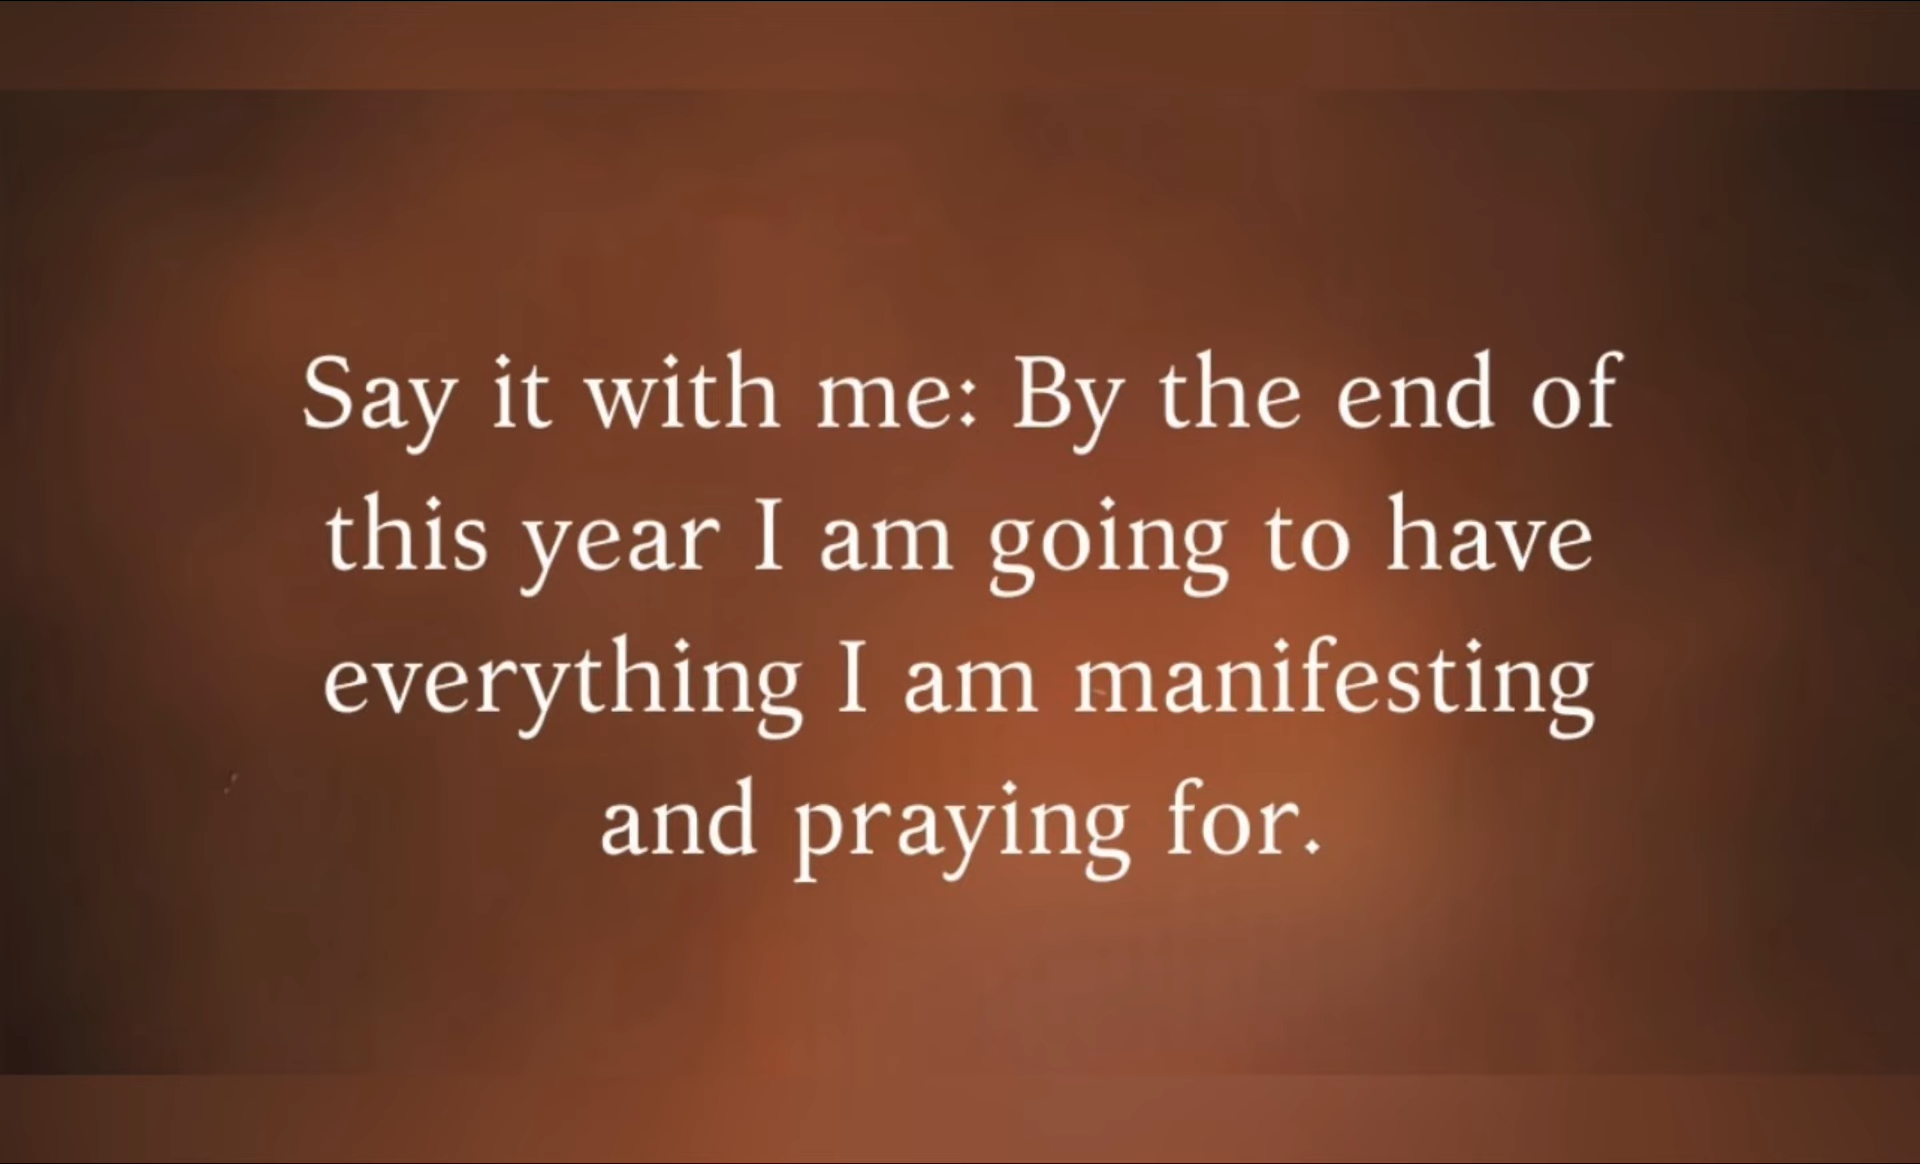 Say it with me: By the end of
this year I am going to have
everything I am manifesting
and praying for.